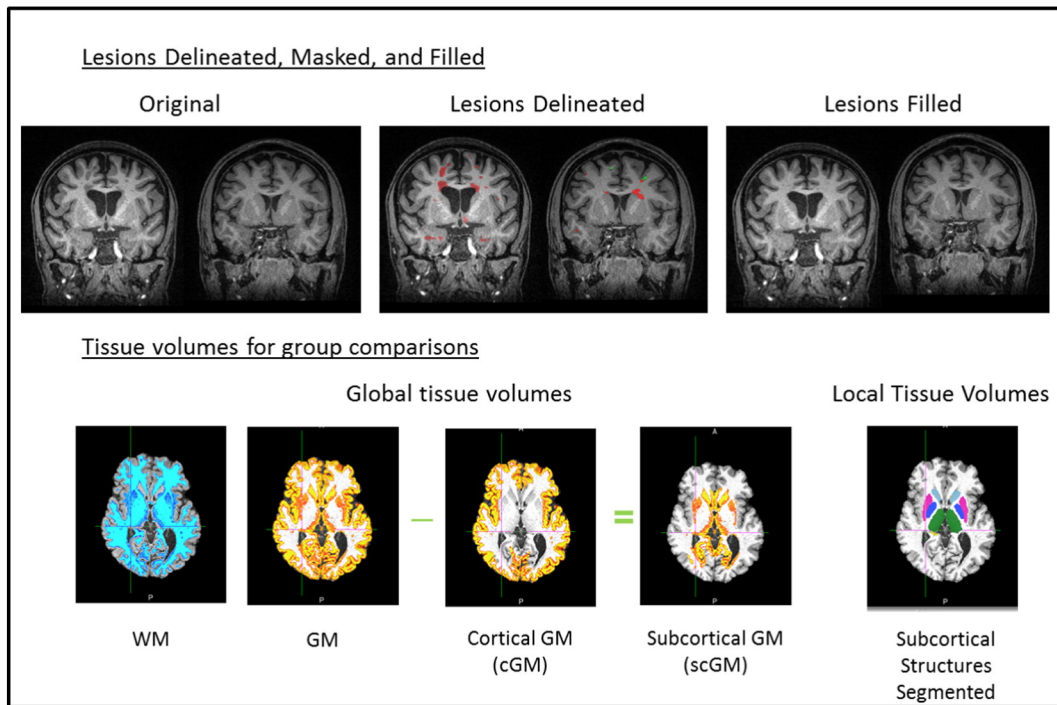 Lesions Delineated, Masked, and Filled
Original
Lesions Delineated
Lesions Filled
Tissue volumes for group comparisons
Global tissue volumes
Local Tissue Volumes
A
A
P
P
P
P
P
WM
GM
−
Cortical GM
(cGM)
=
Subcortical GM
(scGM)
Subcortical
Structures
Segmented